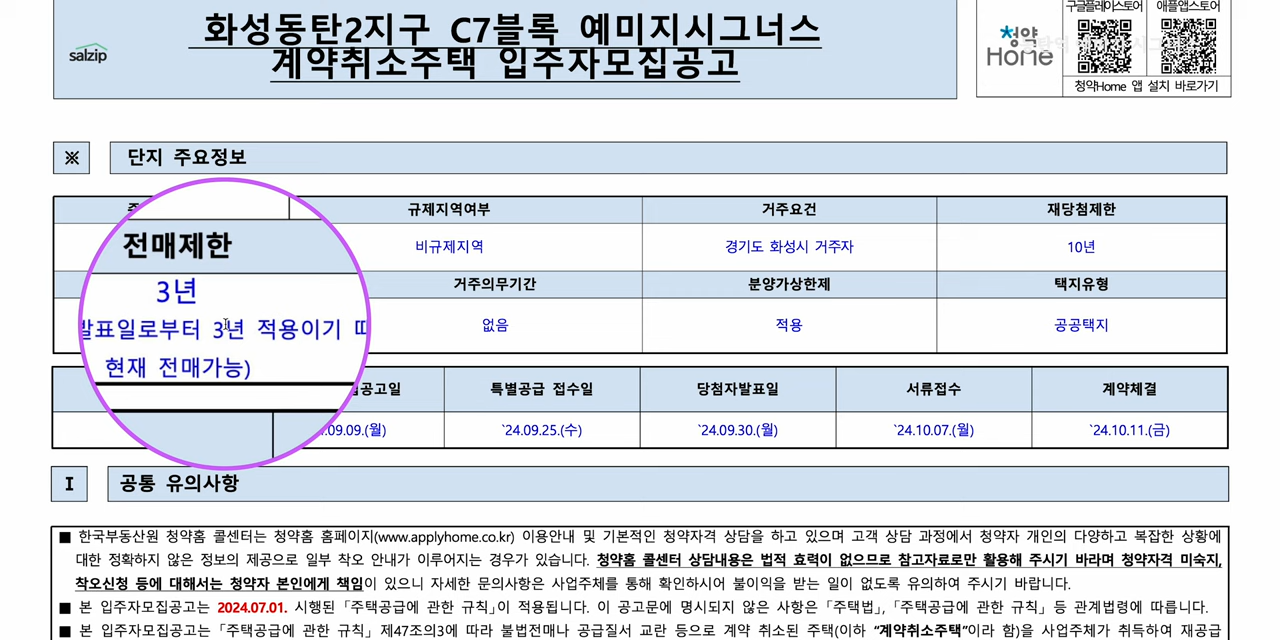 화성동탄2지구 C7블록 예미지시그너스
계약취소주택 입주자모집공고
salzip
구글플레이스토어 애플앱스토어
청약
Home
청약Home 앱 설치 바로가기
※ 단지 주요정보
규제지역여부 거주요건 재당첨제한
비규제지역 경기도 화성시 거주자 10년
전매제한
거주의무기간 분양가상한제 택지유형
3년
발표일로부터 3년 적용이기
현재 전매가능)
없음 적용 공공택지
공고일 특별공급 접수일 당첨자발표일 서류접수 계약체결
.09.09.(월) `24.09.25.(수) `24.09.30.(월) `24.10.07.(월) `24.10.11.(금)
I 공통 유의사항
■ 한국부동산원 청약홈 콜센터는 청약홈 홈페이지(www.applyhome.co.kr) 이용안내 및 기본적인 청약자격 상담을 하고 있으며 고객 상담 과정에서 청약자 개인의 다양하고 복잡한 상황에
대한 정확하지 않은 정보의 제공으로 일부 착오 안내가 이루어지는 경우가 있습니다. 청약홈 콜센터 상담내용은 법적 효력이 없으므로 참고자료로만 활용해 주시기 바라며 청약자격 미숙지,
착오신청 등에 대해서는 청약자 본인에게 책임이 있으니 자세한 문의사항은 사업주체를 통해 확인하시어 불이익을 받는 일이 없도록 유의하여 주시기 바랍니다.
■ 본 입주자모집공고는 2024.07.01. 시행된 「주택공급에 관한 규칙」이 적용됩니다. 이 공고문에 명시되지 않은 사항은 「주택법」, 「주택공급에 관한 규칙」 등 관계법령에 따릅니다.
■ 본 입주자모집공고는 「주택공급에 관한 규칙」 제47조의3에 따라 불법전매나 공급질서 교란 등으로 계약 취소된 주택(이하 “계약취소주택”이라 함)을 사업주체가 취득하여 재공급